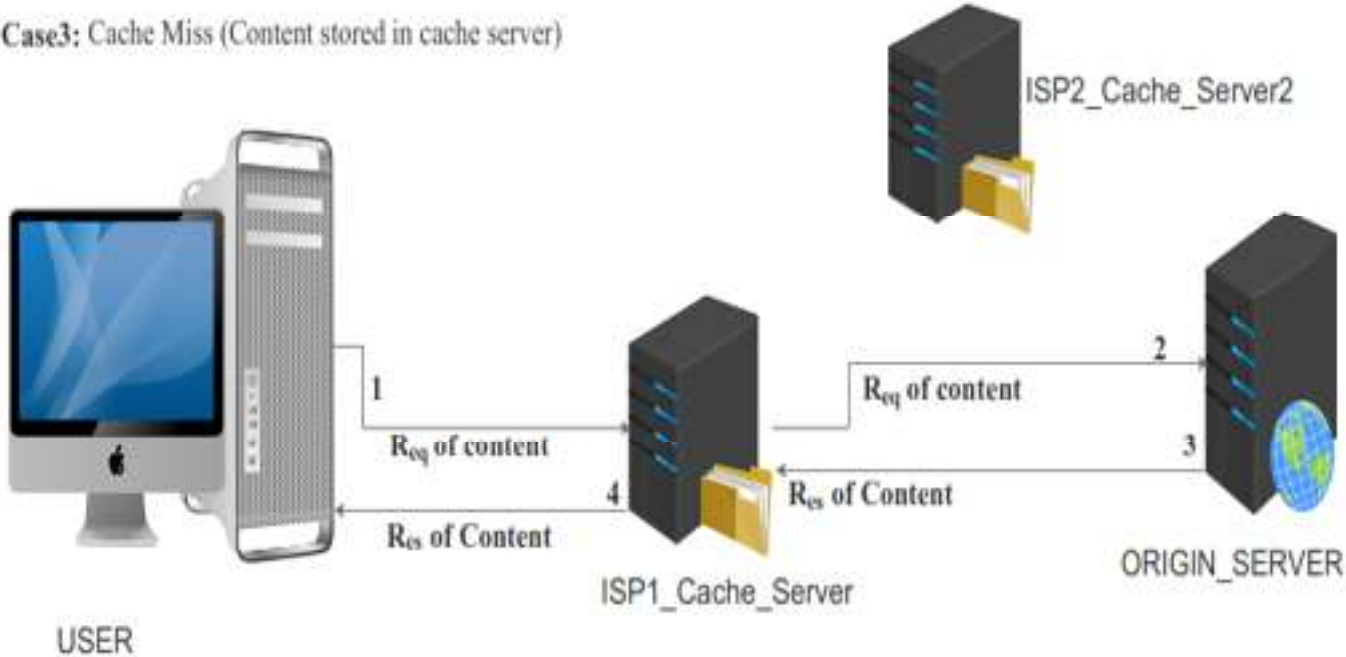 Case3: Cache Miss (Content stored in cache server)
ISP2_Cache_Server2
1
Req of content
2
Req of content
3
Res of Content
4
Res of Content
ISP1_Cache_Server
ORIGIN_SERVER
USER